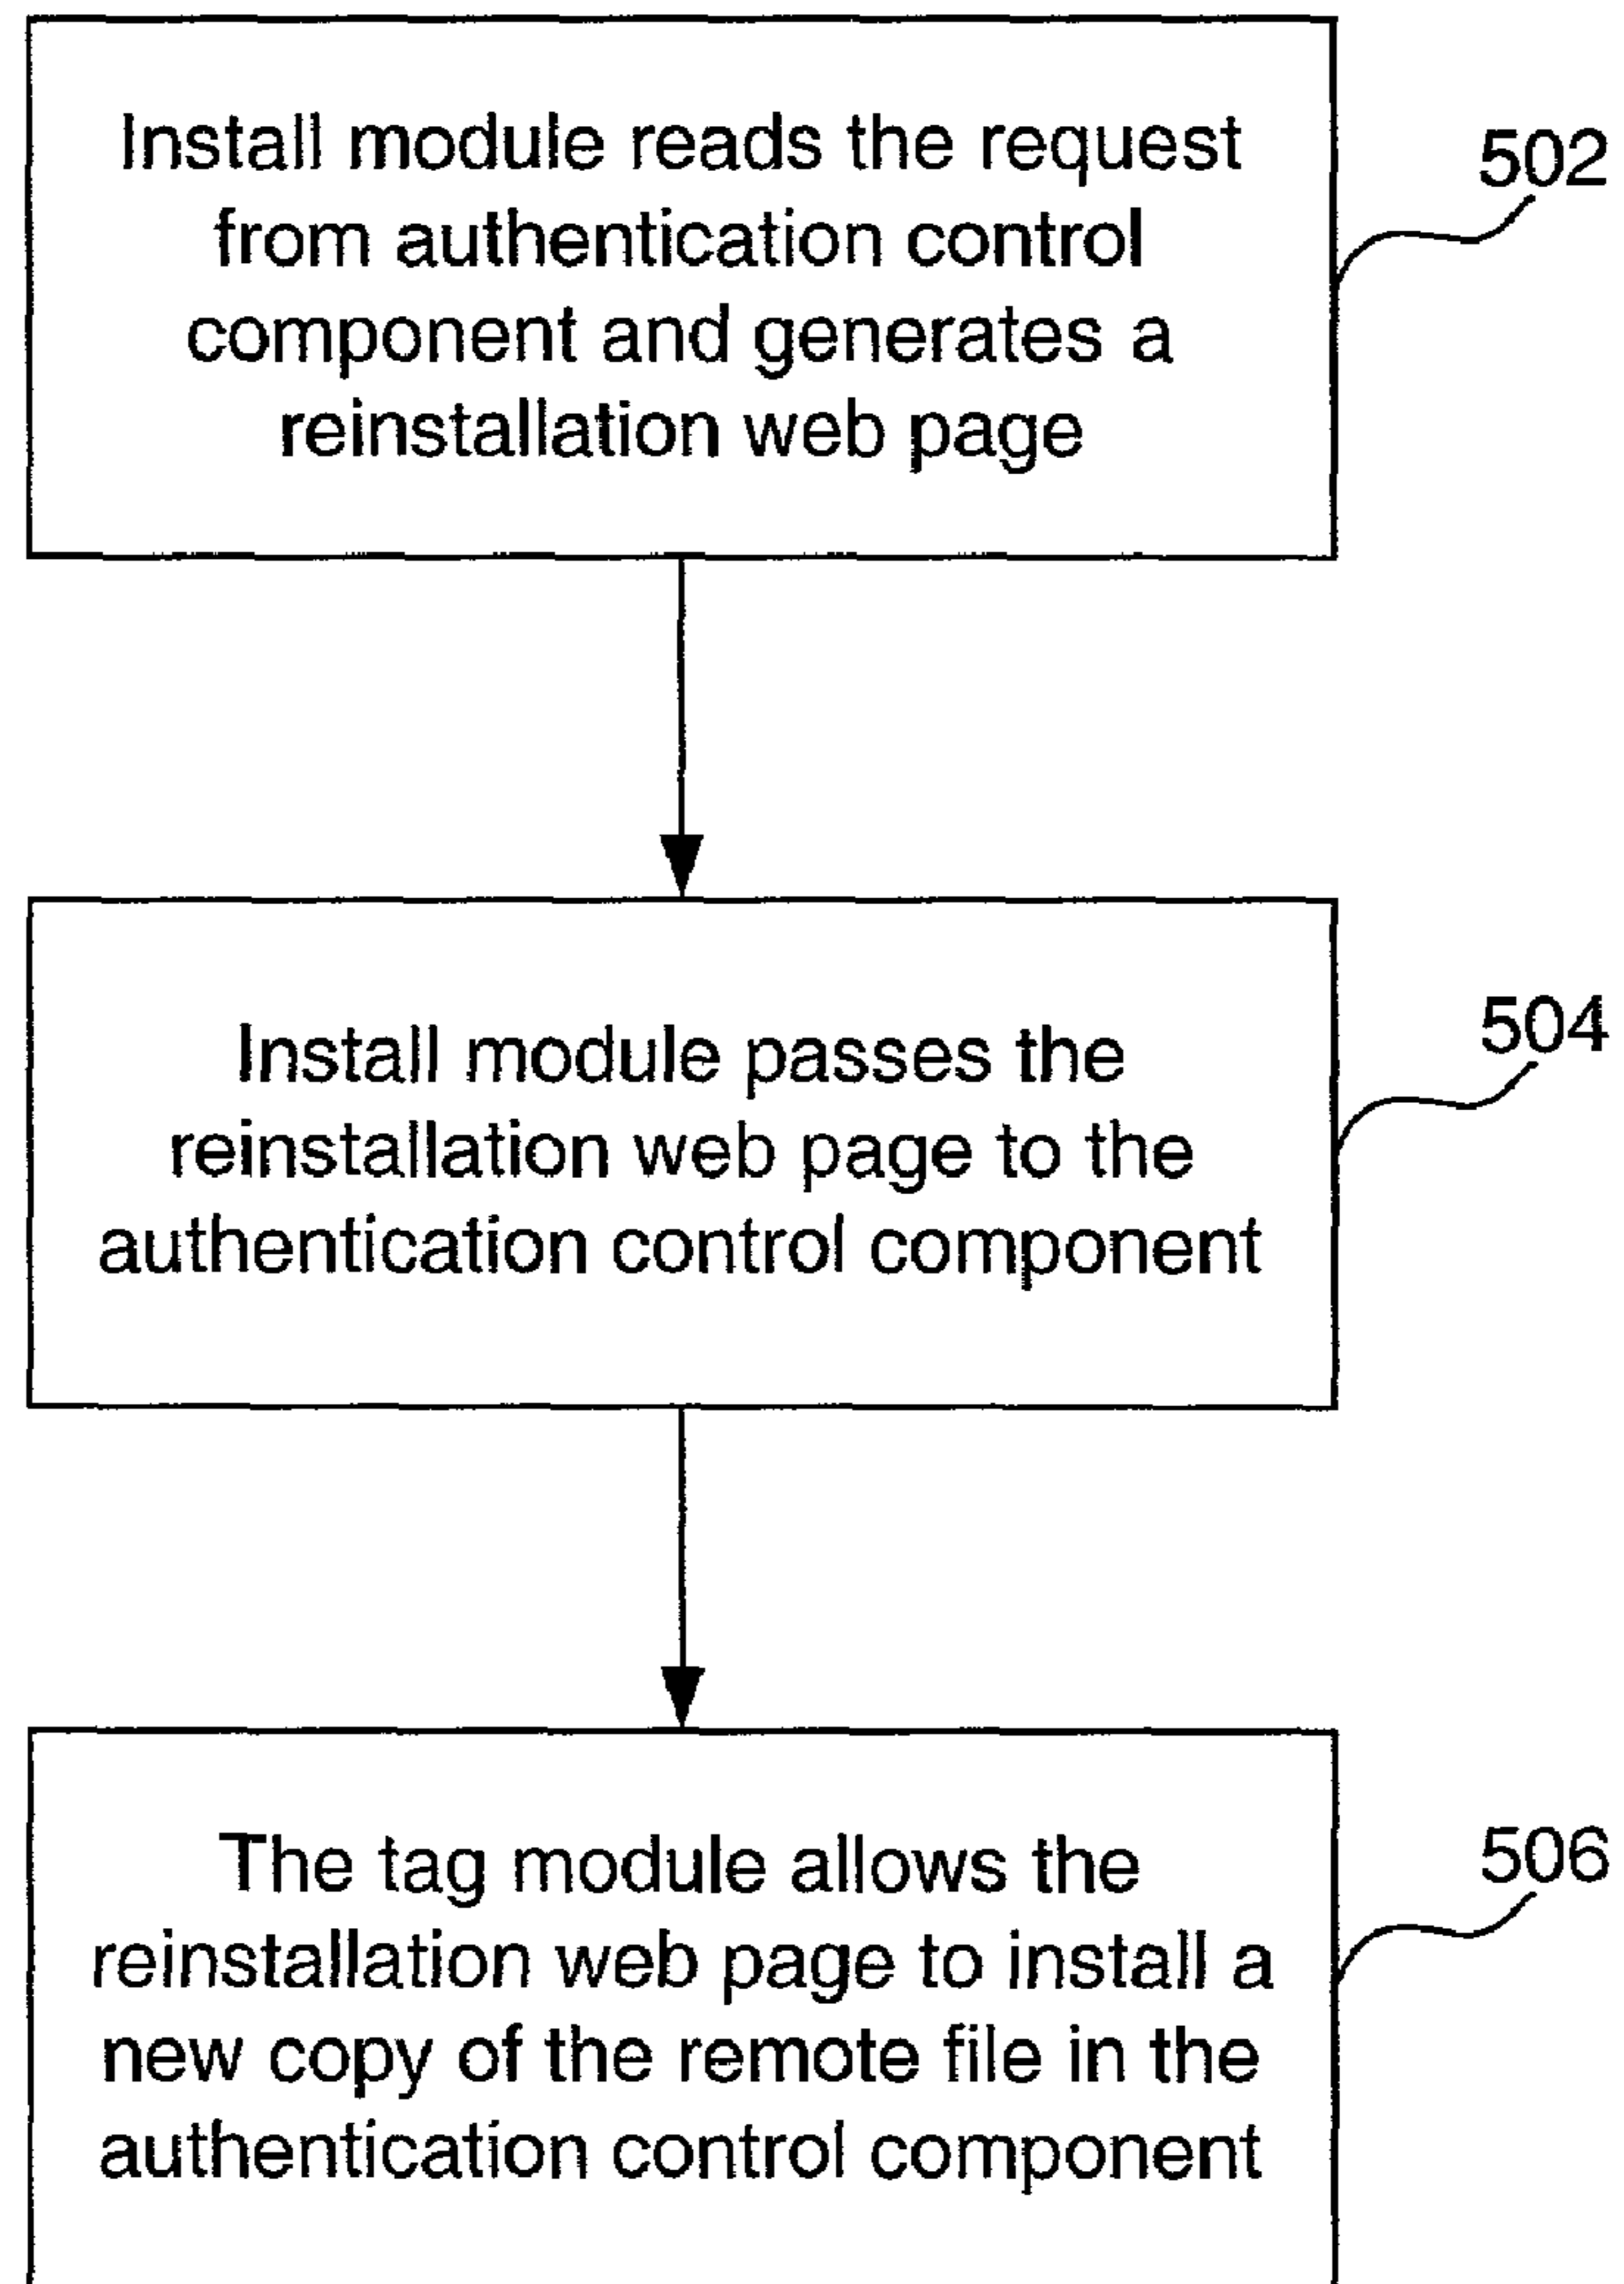 Install module reads the request
from authentication control
component and generates a
reinstallation web page
502
Install module passes the
reinstallation web page to the
authentication control component
504
The tag module allows the
reinstallation web page to install a
new copy of the remote file in the
authentication control component
506